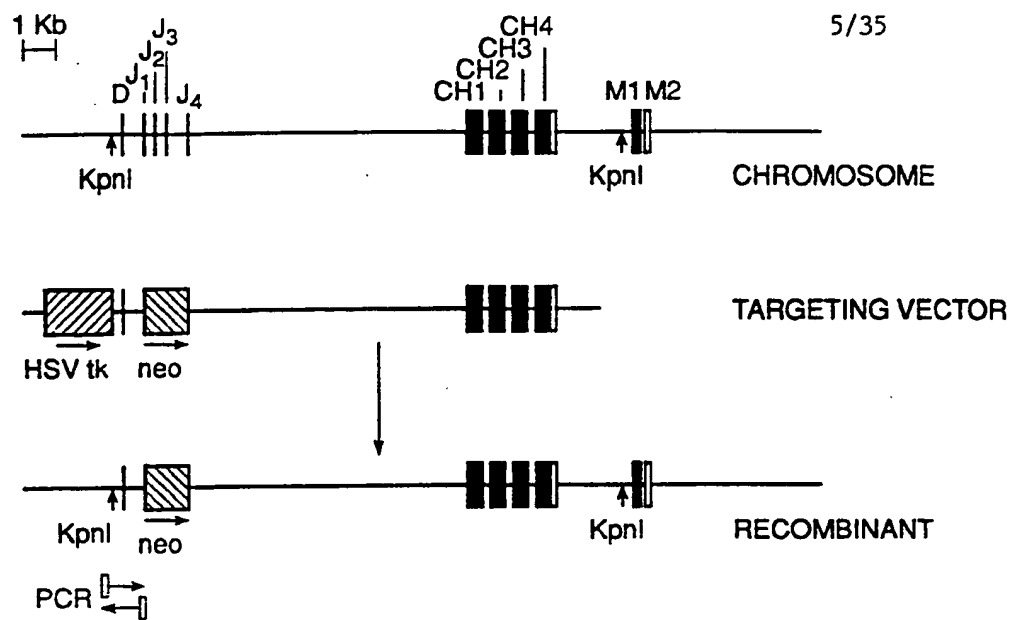 1 Kb
5/35
J3
J2
J1
D
J4
CH4
CH3
CH2
CH1
M1 M2
KpnI
KpnI
CHROMOSOME
TARGETING VECTOR
HSV tk
neo
KpnI
neo
KpnI
RECOMBINANT
PCR